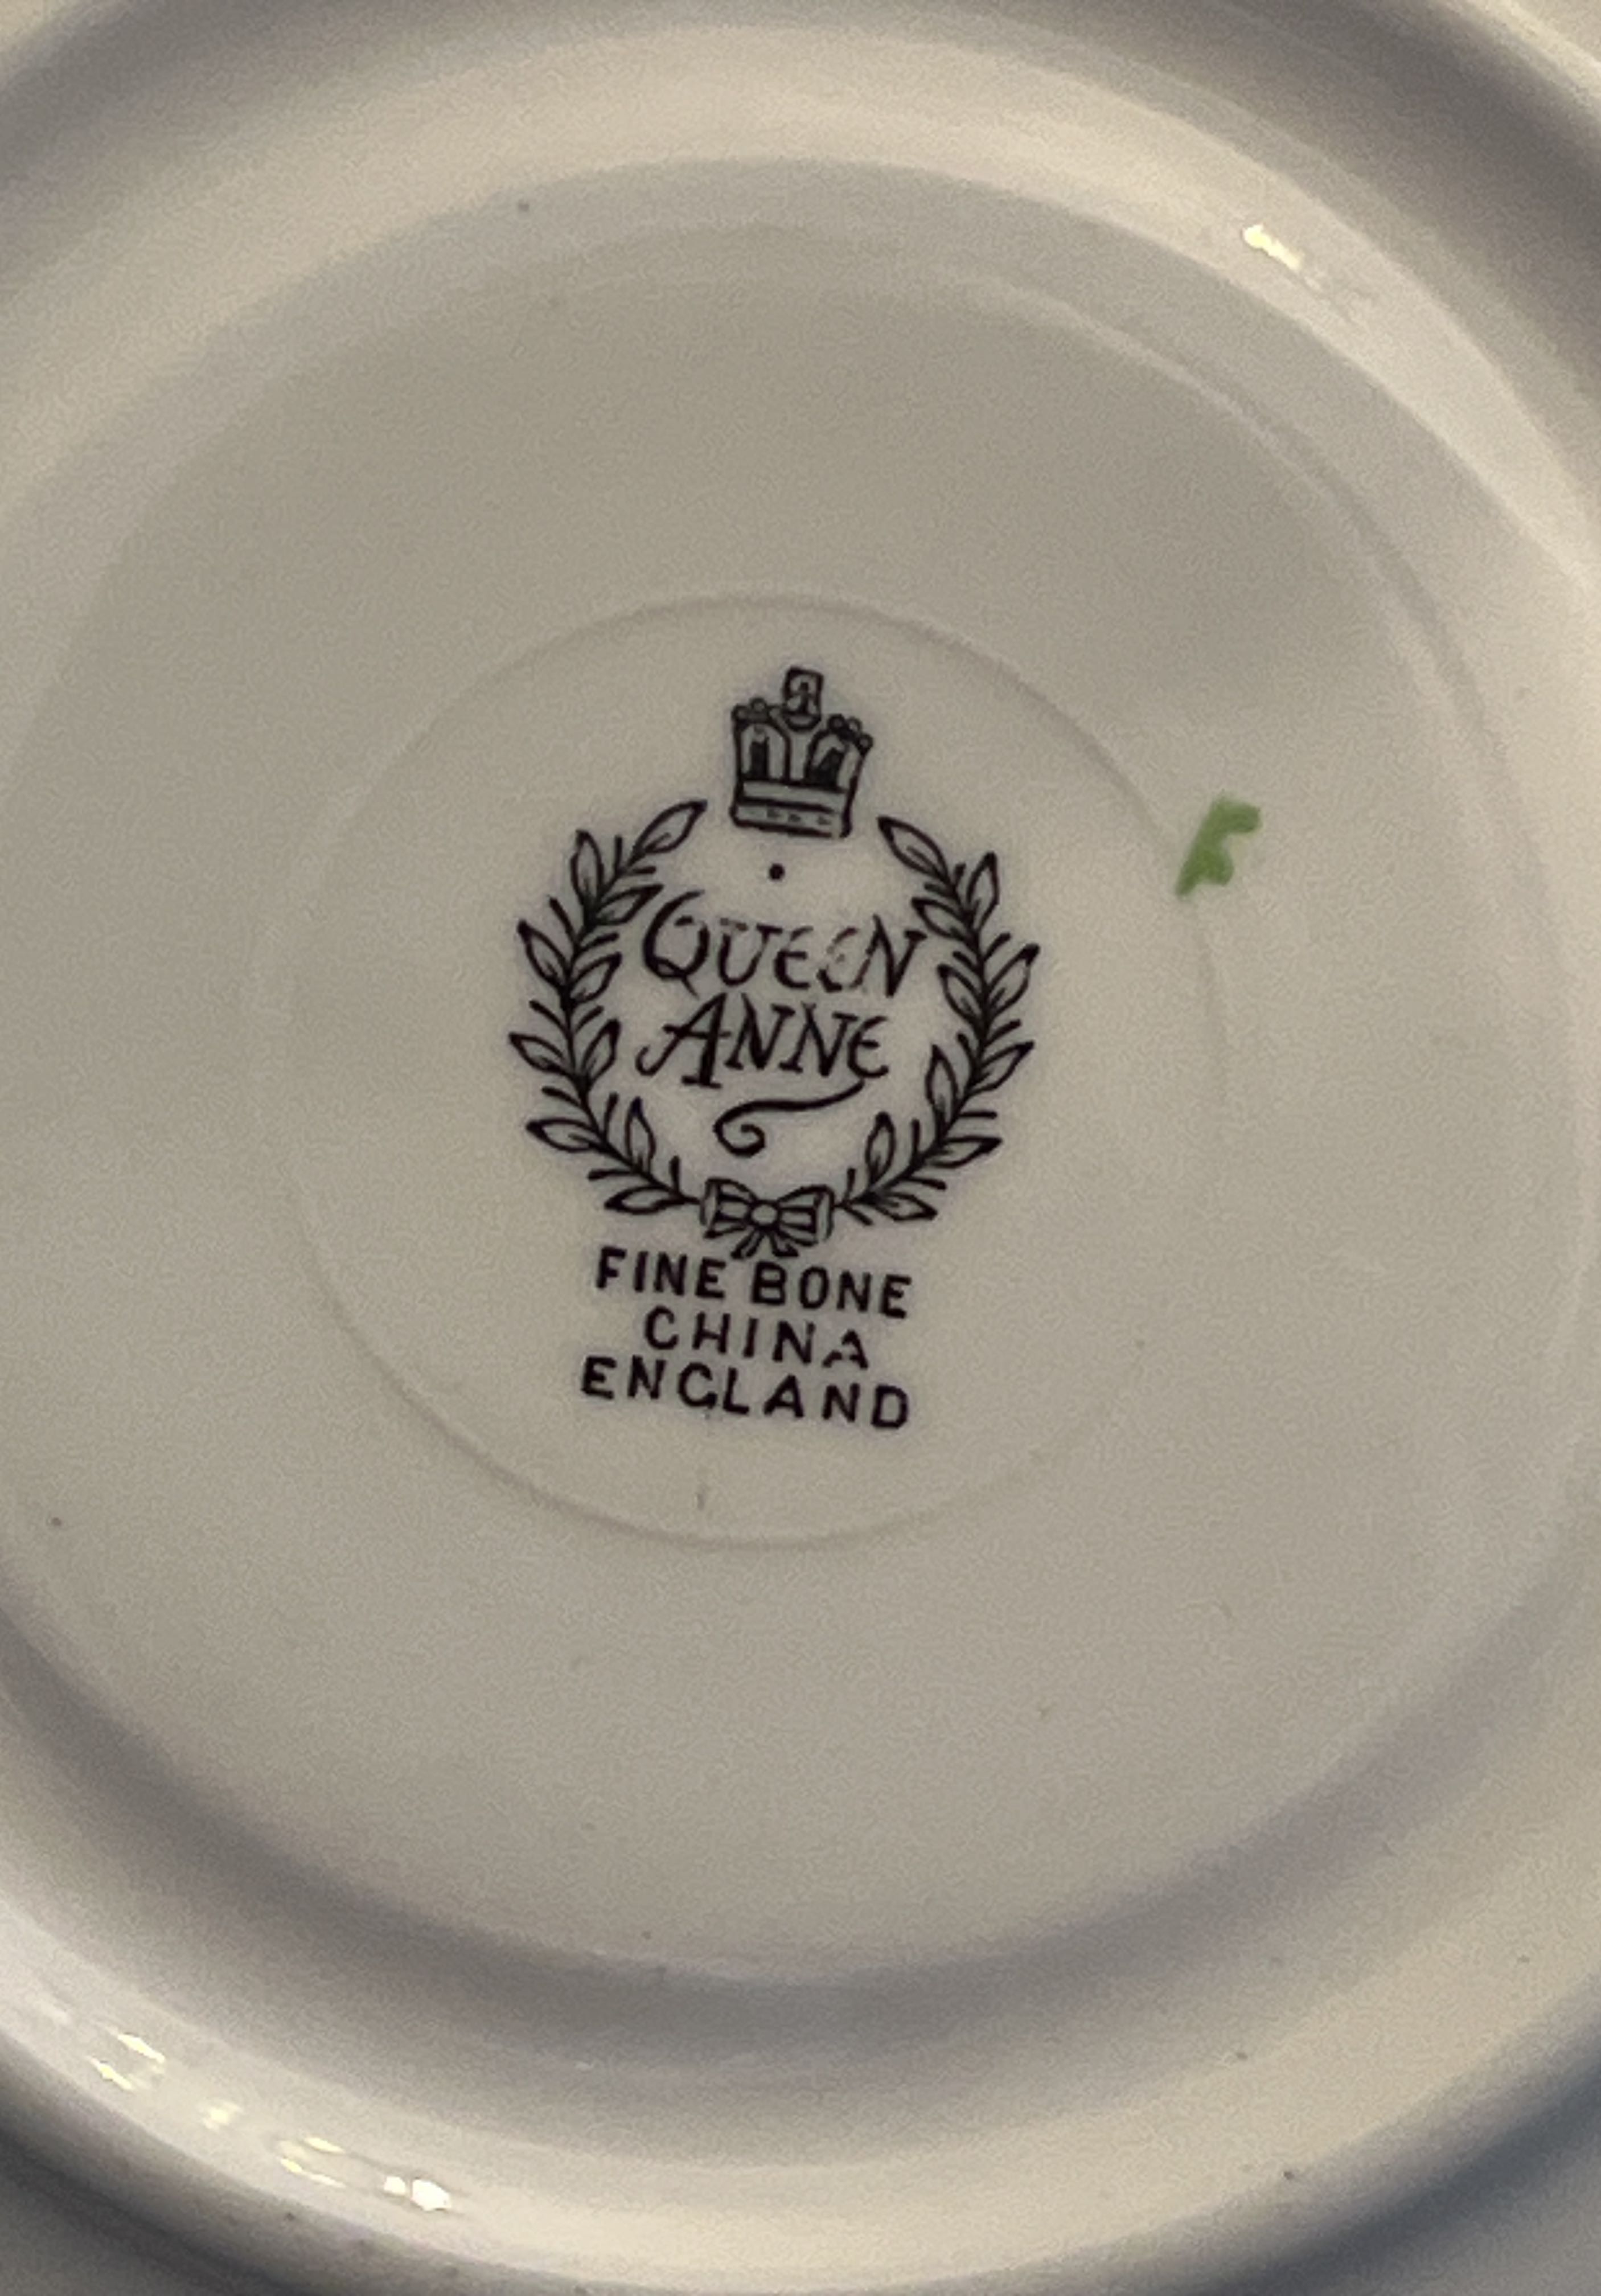 QUEEN
ANNE
FINE BONE
CHINA
ENGLAND
F